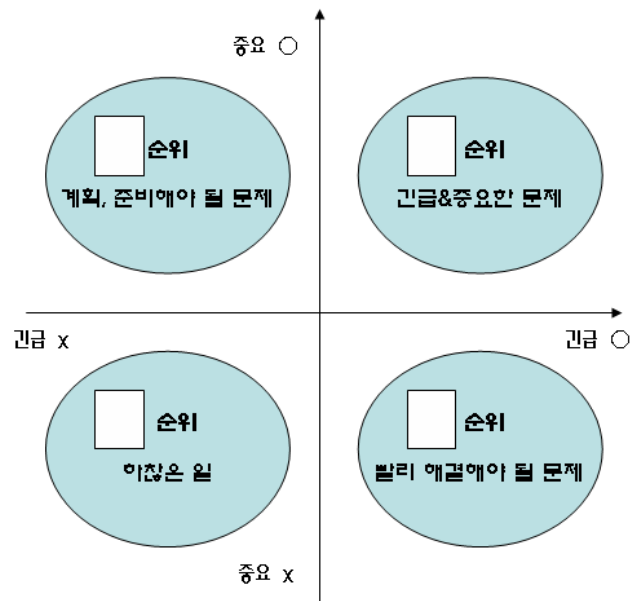 중요 ○
순위
계획, 준비해야 될 문제
순위
긴급&중요한 문제
긴급 x
긴급 ○
순위
하찮은 일
순위
빨리 해결해야 될 문제
중요 x